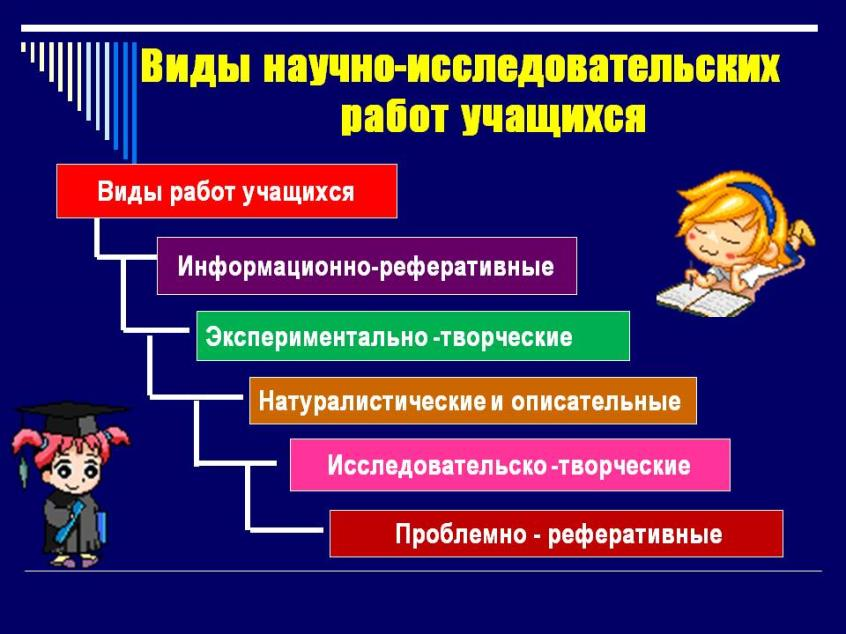 Виды научно-исследовательских
работ учащихся
Виды работ учащихся
Информационно-реферативные
Экспериментально -творческие
Натуралистические и описательные
Исследовательско -творческие
Проблемно - реферативные